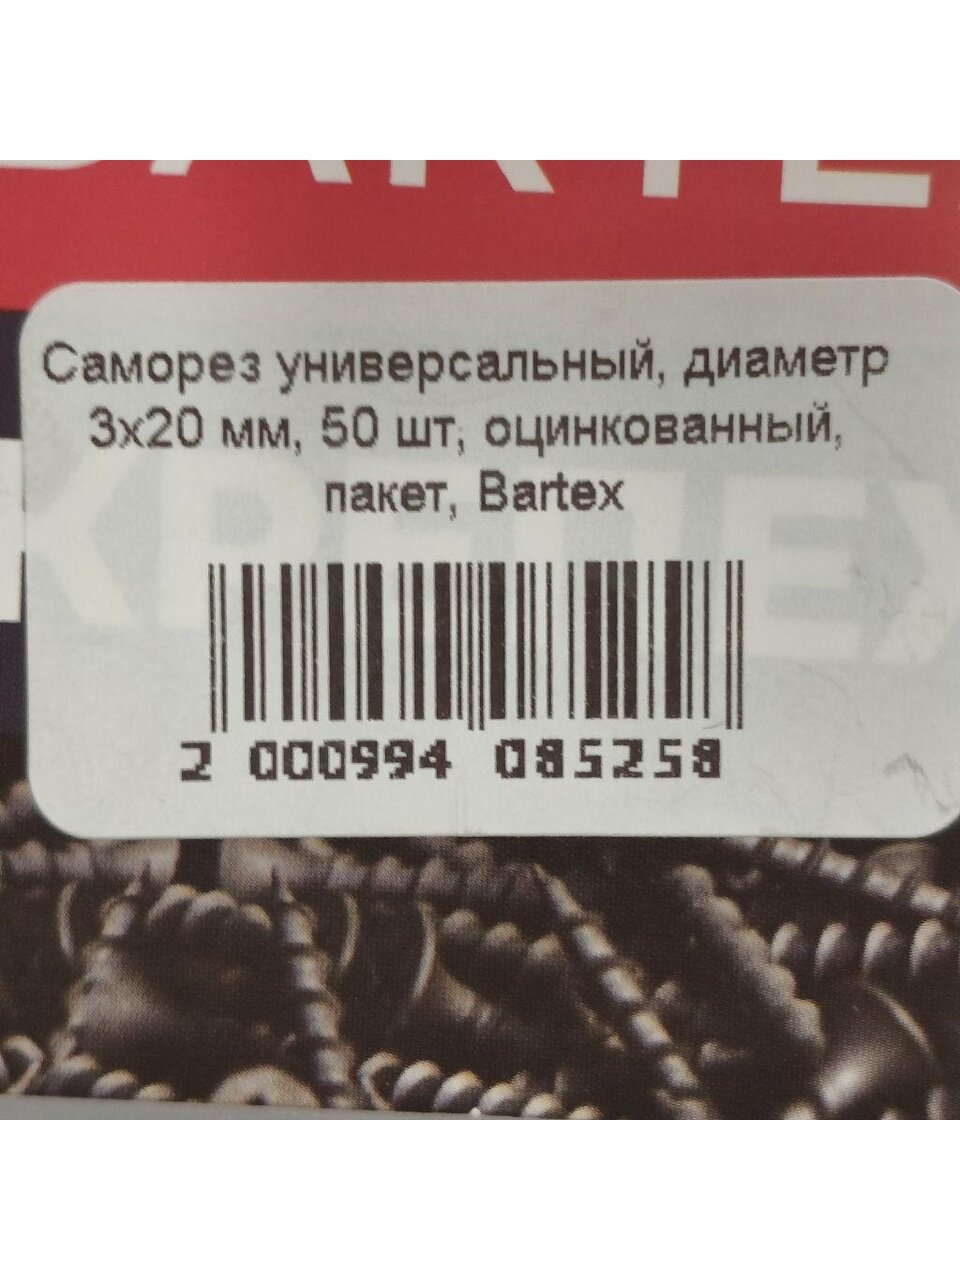 Саморез универсальный, диаметр
3х20 мм, 50 шт, оцинкованный,
пакет, Bartex
2 000994 085258